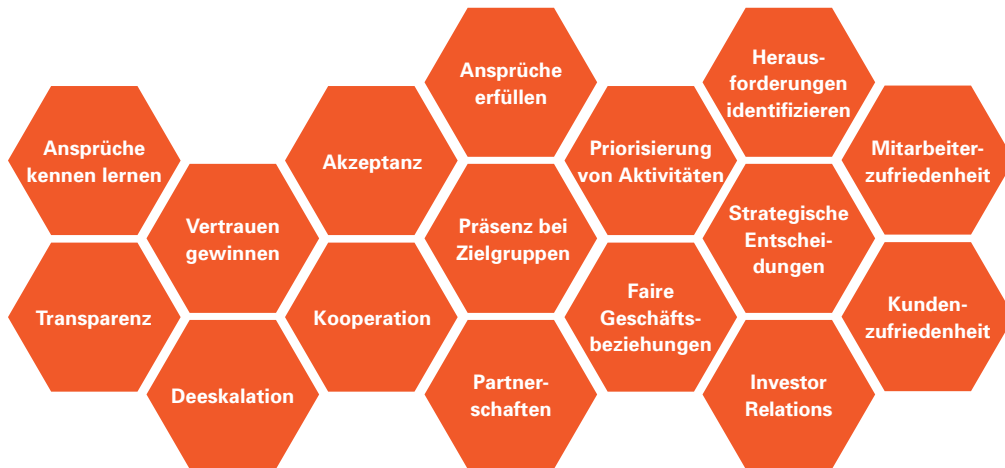 Ansprüche
kennen lernen
Transparenz
Vertrauen
gewinnen
Deeskalation
Akzeptanz
Kooperation
Ansprüche
erfüllen
Präsenz bei
Zielgruppen
Partner-
schaften
Priorisierung
von Aktivitäten
Faire
Geschäfts-
beziehungen
Heraus-
forderungen
identifizieren
Strategische
Entschei-
dungen
Investor
Relations
Mitarbeiter-
zufriedenheit
Kunden-
zufriedenheit